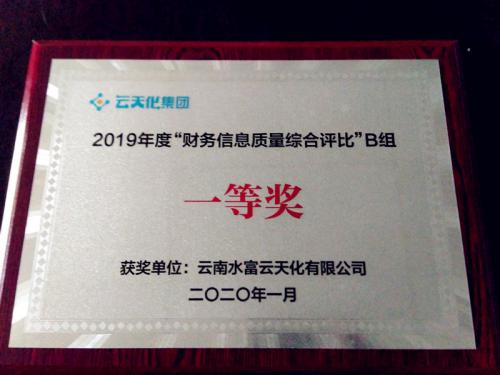 云天化集团
2019年度“财务信息质量综合评比”B组
一等奖
获奖单位：云南水富云天化有限公司
二〇二〇年一月